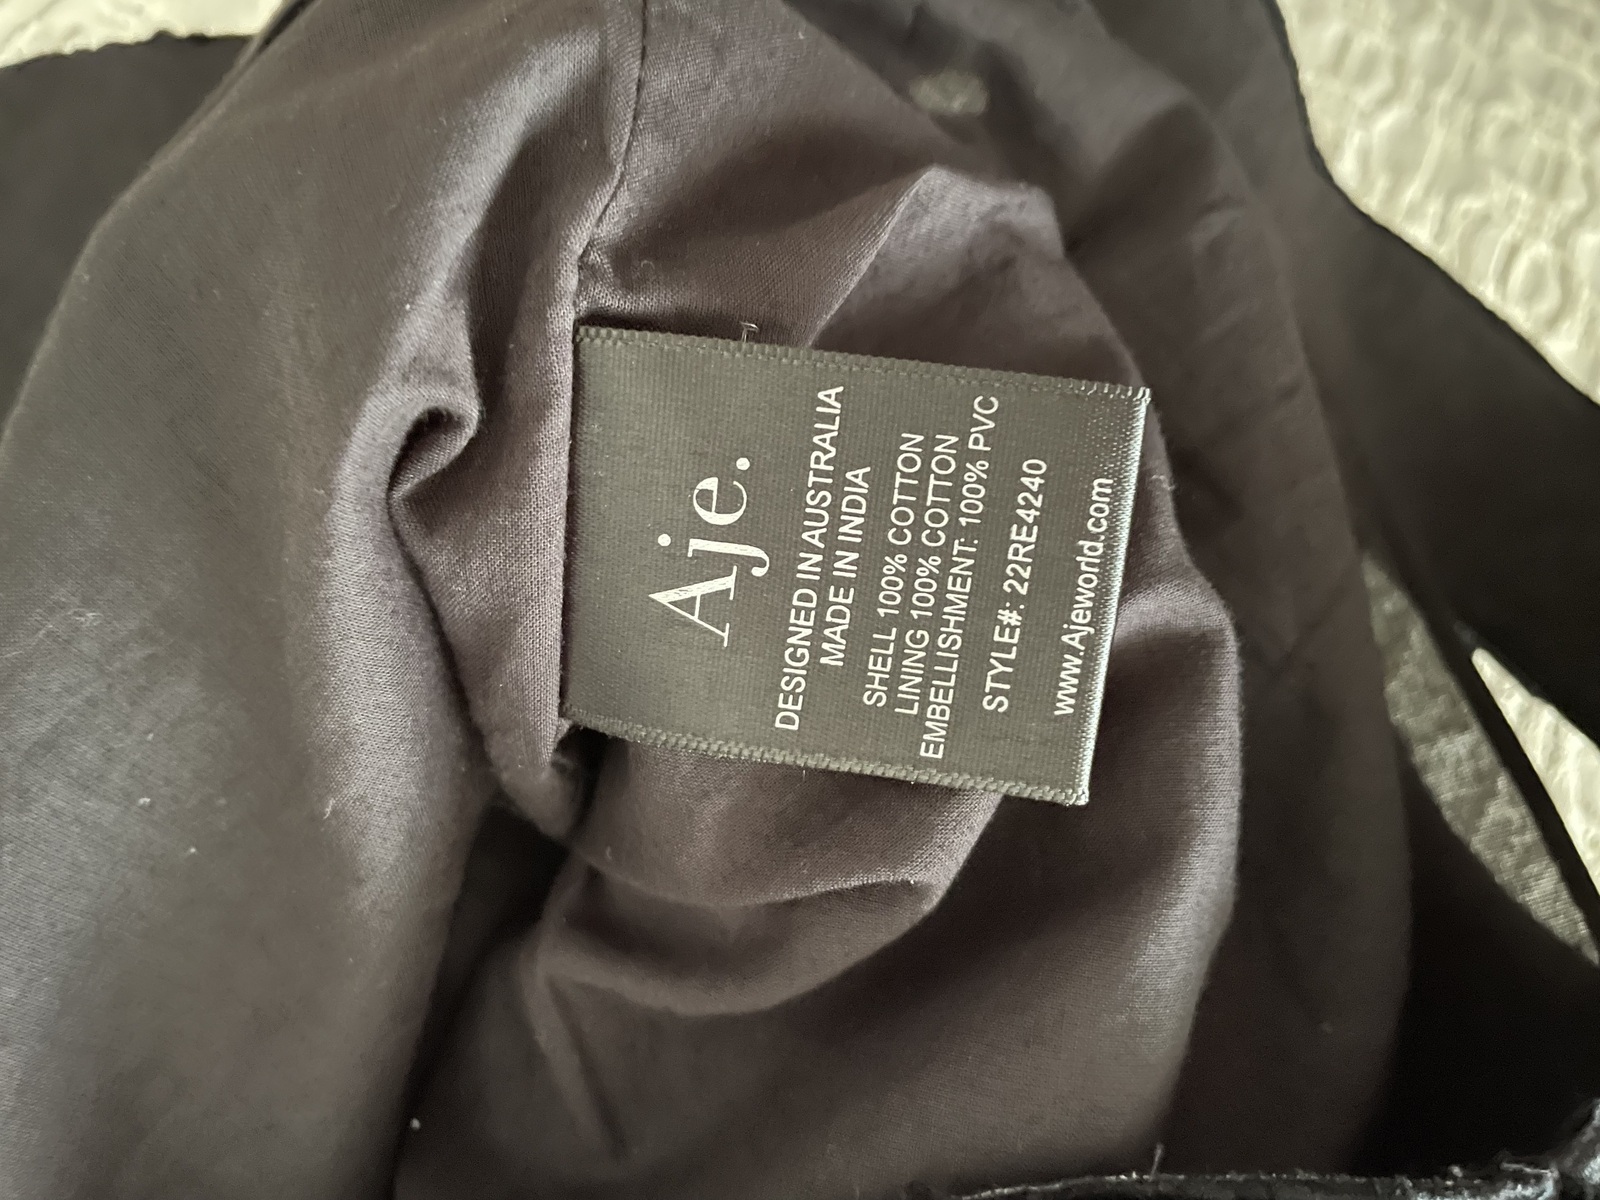 Aje.
DESIGNED IN AUSTRALIA
MADE IN INDIA
SHELL 100% COTTON
LINING 100% COTTON
EMBELLISHMENT: 100% PVC
STYLE#: 22RE4240
www.Ajeworld.com